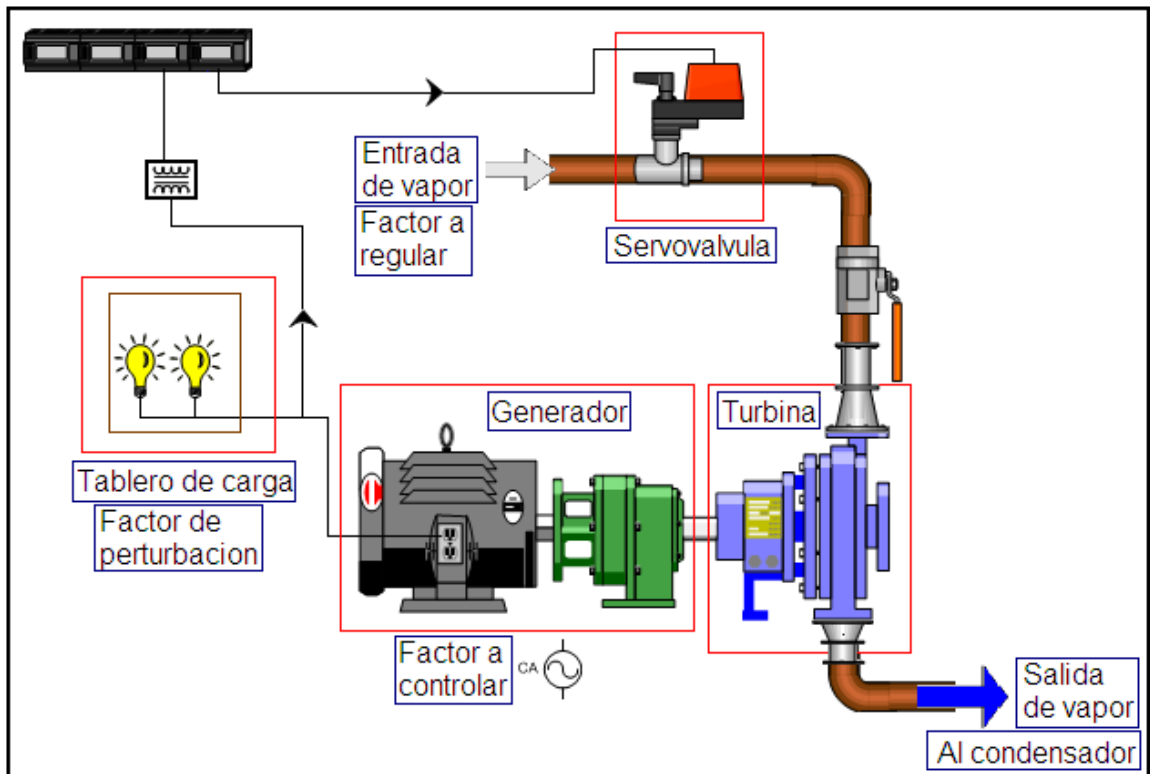 Entrada
de vapor
Factor a
regular
Servovalvula
Generador
Turbina
Tablero de carga
Factor de
perturbacion
Factor a
controlar
CA
Salida
de vapor
Al condensador